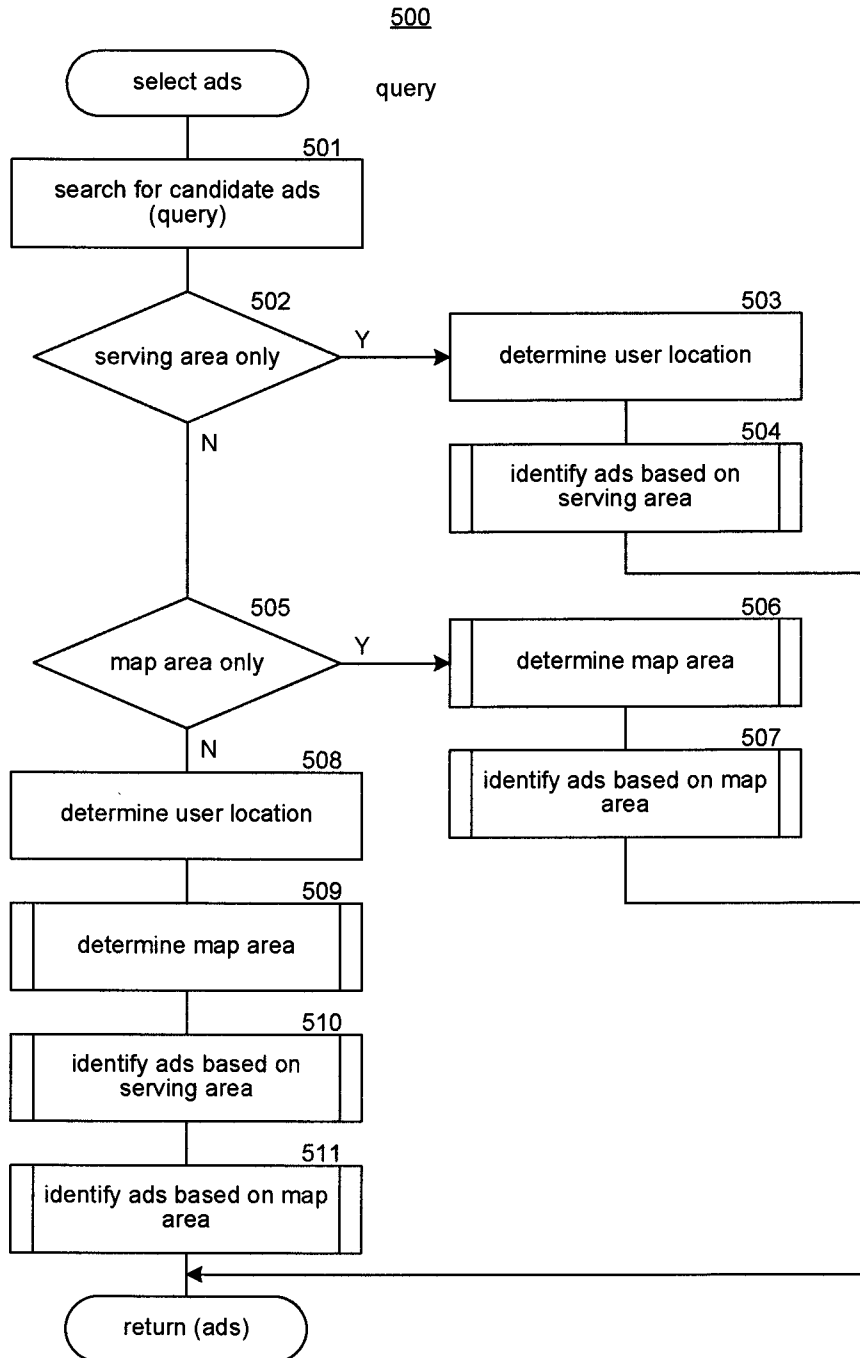 500
select ads
query
501
search for candidate ads
(query)
502
serving area only
Y
N
503
determine user location
504
identify ads based on
serving area
505
map area only
Y
N
506
determine map area
507
identify ads based on map
area
508
determine user location
509
determine map area
510
identify ads based on
serving area
511
identify ads based on map
area
return (ads)